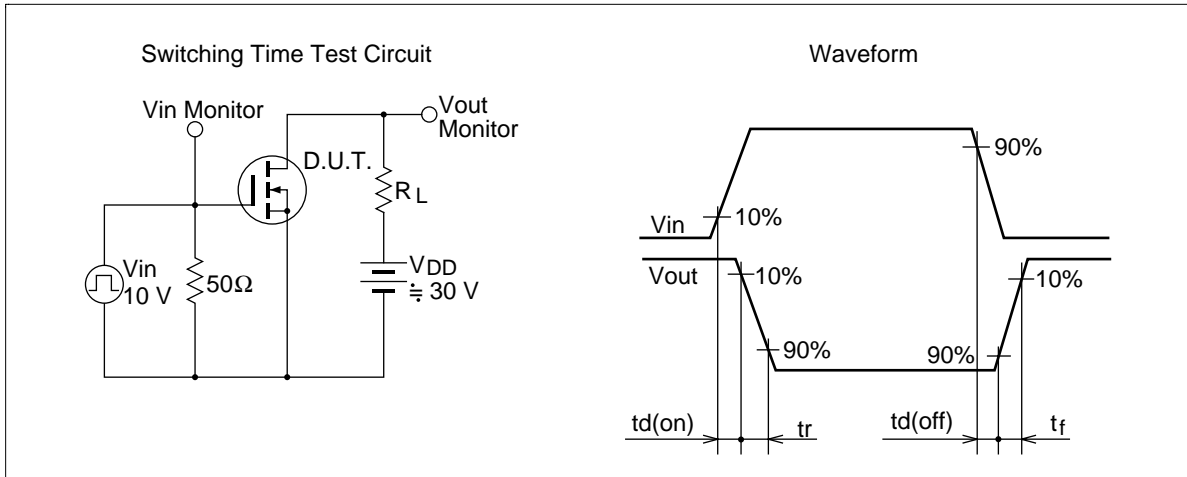 Switching Time Test Circuit
Vin Monitor
Vout
Monitor
D.U.T.
RL
Vin
10 V
50Ω
VDD
≒ 30 V
Waveform
90%
10%
Vin
Vout
10%
10%
90%
90%
td(on)
tr
td(off)
tf